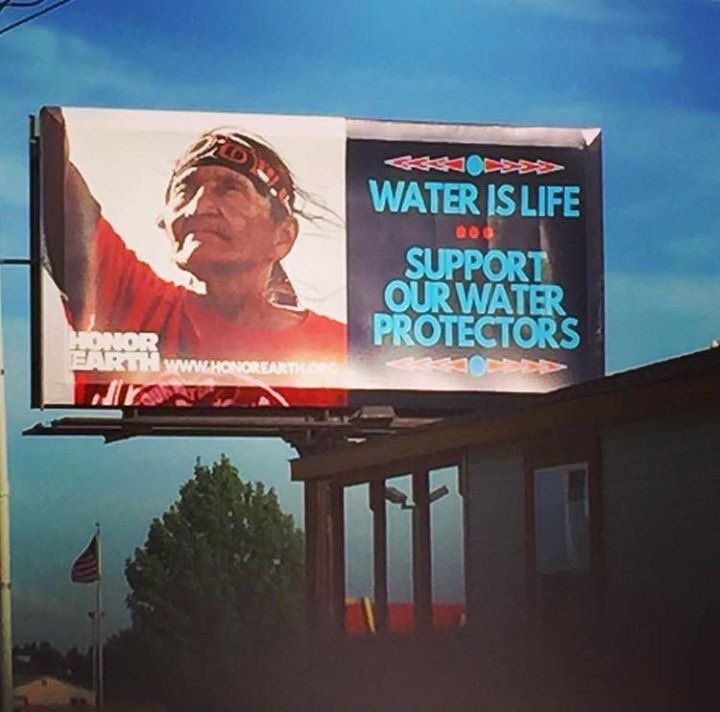 WATER IS LIFE
SUPPORT
OUR WATER
PROTECTORS
HONOR
EARTH WWW.HONOREARTH.ORG